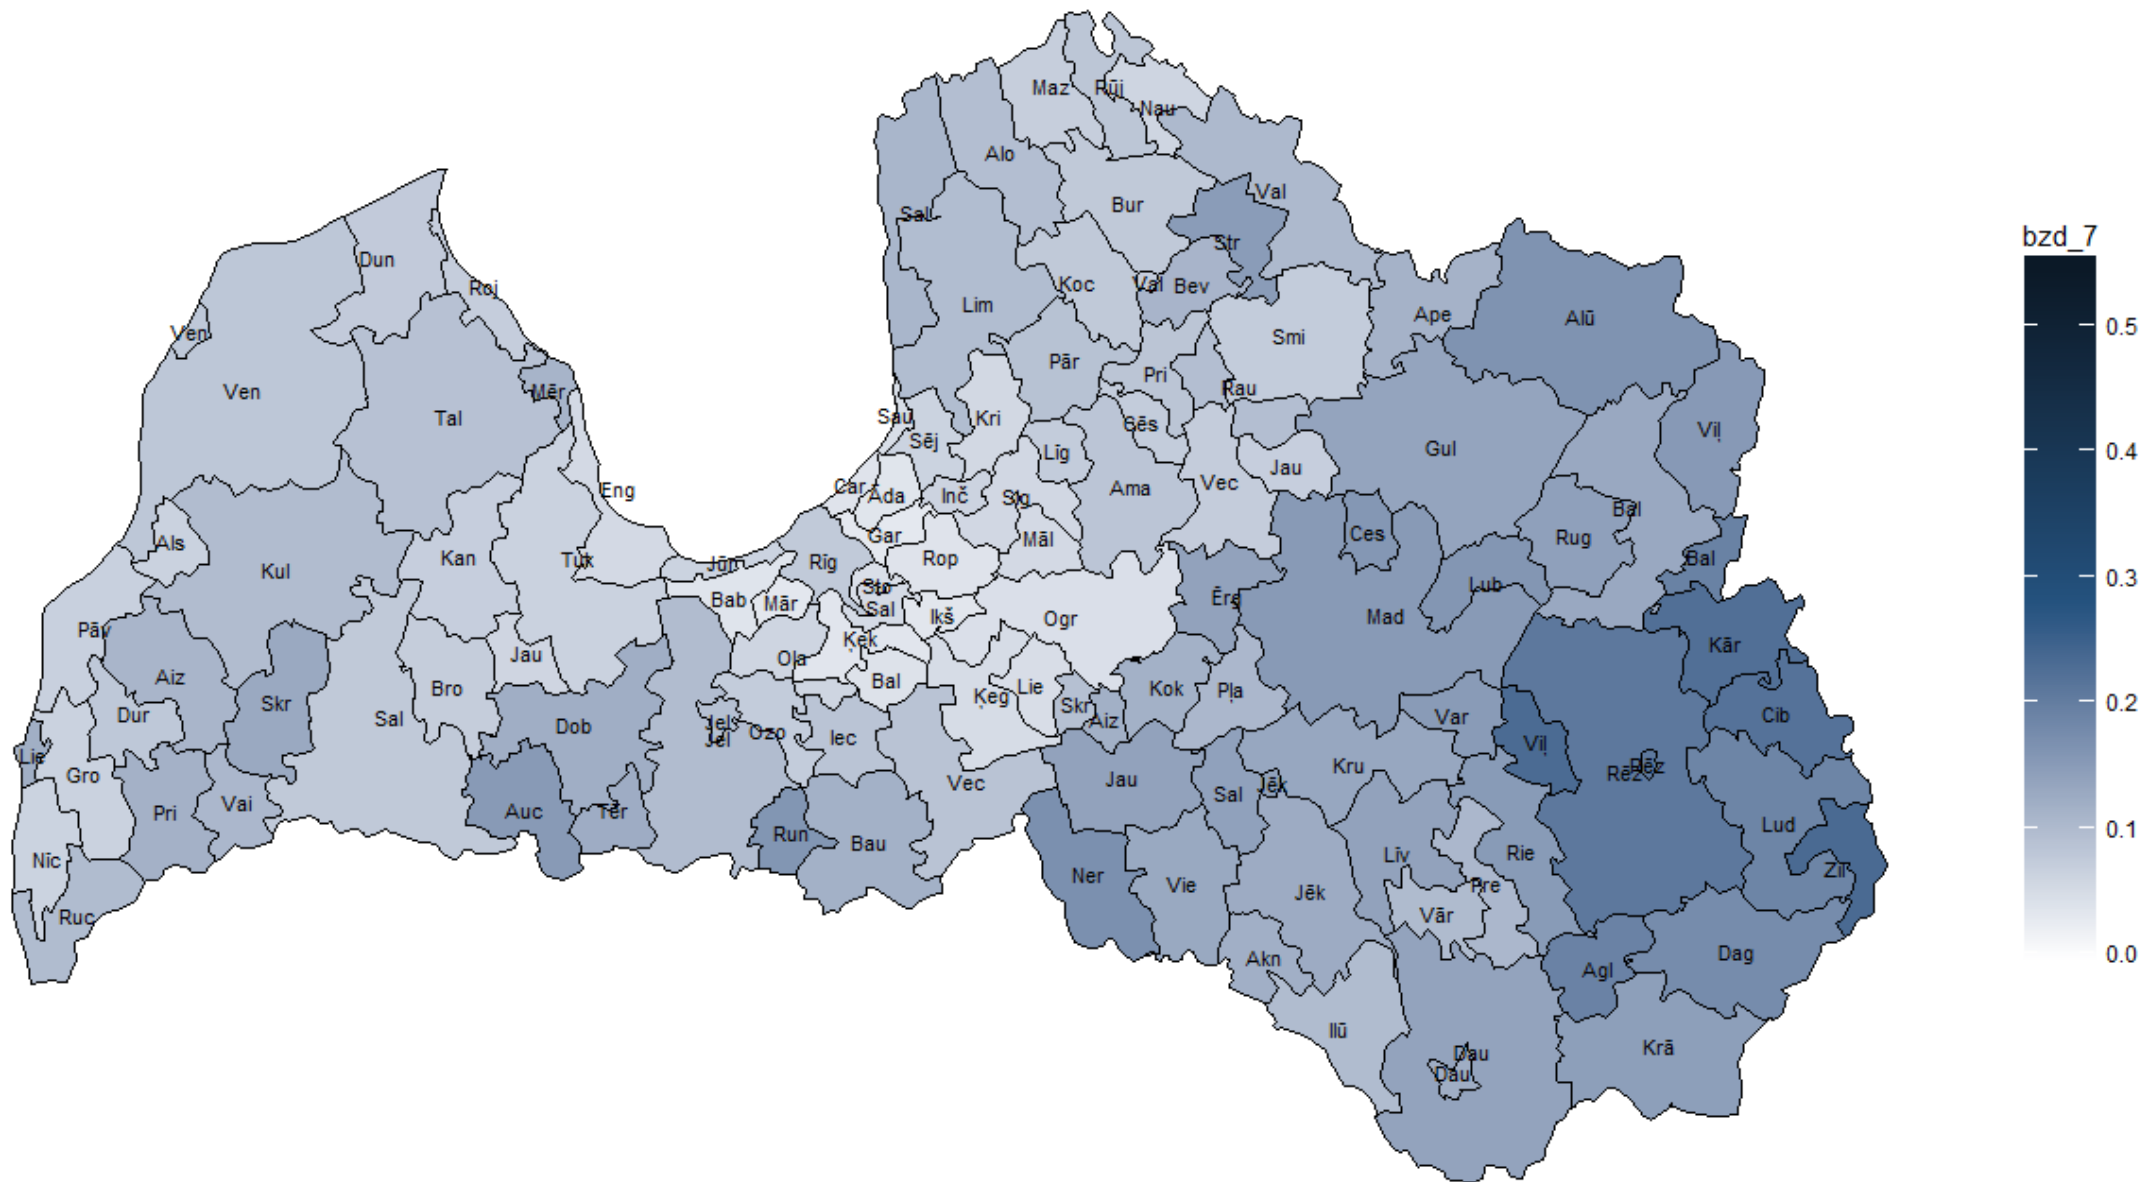 Maz
Rūj
Nau
Alo
Val
Bur
Sal
Str
bzd_7
Dun
Roj
Koc
Val
Bev
Lim
Ape
Alū
0.5
Ven
Smi
Pār
Pri
Rau
Ven
Mēr
Tal
Sau
Kri
Cēs
Viļ
Sēj
Līg
Gul
0.4
Jau
Eng
Car
Āda
Inč
Sig
Ama
Vec
Bal
Als
Gar
Māl
Ces
Rug
Kul
Kan
Tuk
Jūr
Rīg
Rop
Bal
0.3
Bab
Mār
Sto
Sal
Ikš
Ogr
Ērg
Lub
Mad
Pāv
Ķek
Kār
Jau
Ola
Aiz
Bro
Bal
Ķeg
Lie
Kok
Pļa
Skr
Dur
Sal
Skr
Aiz
Var
Cib
0.2
Dob
Jel
Jel
Ozo
Iec
Viļ
Lie
Gro
Vec
Jau
Kru
Rēz
Rēz
Jēk
Sal
Pri
Vai
Auc
Tēr
Run
Bau
Lud
0.1
Nīc
Līv
Rie
Zil
Ner
Vie
Jēk
Pre
Vār
Ruc
Akn
Agl
Dag
0.0
Ilū
Krā
Dau
Dau